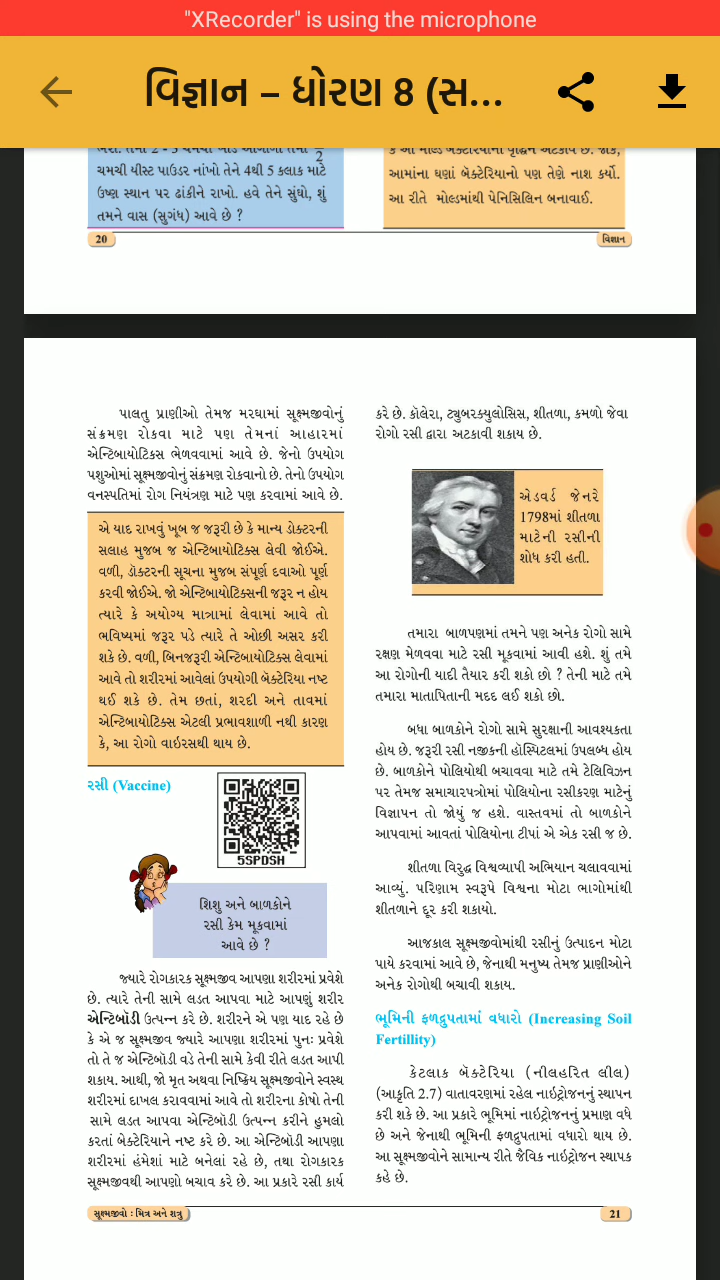 "XRecorder" is using the microphone
વિજ્ઞાન – ધોરણ 8 (સ...
ચમચી યીસ્ટ પાઉડર નાંખો તેને 4થી 5 કલાક માટે
ઉષ્ણ સ્થાન પર ઢાંકીને રાખો. હવે તેને સુંઘો, શું
તમને વાસ (સુગંધ) આવે છે ?
આમાંના ઘણાં બૅક્ટેરિયાનો પણ તેણે નાશ કર્યો.
આ રીતે મોલ્ડમાંથી પેનિસિલિન બનાવાઈ.
20
વિજ્ઞાન
પાલતુ પ્રાણીઓ તેમજ મરઘામાં સૂક્ષ્મજીવોનું
સંક્રમણ રોકવા માટે પણ તેમનાં આહારમાં
ઍન્ટિબાયોટિક્સ ભેળવવામાં આવે છે. જેનો ઉપયોગ
પશુઓમાં સૂક્ષ્મજીવોનું સંક્રમણ રોકવાનો છે. તેનો ઉપયોગ
વનસ્પતિમાં રોગ નિયંત્રણ માટે પણ કરવામાં આવે છે.
એ યાદ રાખવું ખૂબ જ જરૂરી છે કે માન્ય ડોક્ટરની
સલાહ મુજબ જ એન્ટિબાયોટિક્સ લેવી જોઈએ.
વળી, ડૉક્ટરની સૂચના મુજબ સંપૂર્ણ દવાઓ પૂર્ણ
કરવી જોઈએ. જો એન્ટિબાયોટિક્સની જરૂર ન હોય
ત્યારે કે અયોગ્ય માત્રામાં લેવામાં આવે તો
ભવિષ્યમાં જરૂર પડે ત્યારે તે ઓછી અસર કરી
શકે છે. વળી, બિનજરૂરી એન્ટિબાયોટિક્સ લેવામાં
આવે તો શરીરમાં આવેલાં ઉપયોગી બૅક્ટેરિયા નષ્ટ
થઈ શકે છે. તેમ છતાં, શરદી અને તાવમાં
એન્ટિબાયોટિક્સ એટલી પ્રભાવશાળી નથી કારણ
કે, આ રોગો વાઇરસથી થાય છે.
રસી (Vaccine)
5SPDSH
શિશુ અને બાળકોને
રસી કેમ મૂકવામાં
આવે છે ?
જ્યારે રોગકારક સૂક્ષ્મજીવ આપણા શરીરમાં પ્રવેશે
છે. ત્યારે તેની સામે લડત આપવા માટે આપણું શરીર
એન્ટિબૉડી ઉત્પન્ન કરે છે. શરીરને એ પણ યાદ રહે છે
કે એ જ સૂક્ષ્મજીવ જ્યારે આપણા શરીરમાં પુનઃ પ્રવેશે
તો તે જ એન્ટિબૉડી વડે તેની સામે કેવી રીતે લડત આપી
શકાય. આથી, જો મૃત અથવા નિષ્ક્રિય સૂક્ષ્મજીવોને સ્વસ્થ
શરીરમાં દાખલ કરાવવામાં આવે તો શરીરના કોષો તેની
સામે લડત આપવા એન્ટિબૉડી ઉત્પન્ન કરીને હુમલો
કરતાં બેક્ટેરિયાને નષ્ટ કરે છે. આ એન્ટિબૉડી આપણા
શરીરમાં હંમેશાં માટે બનેલાં રહે છે, તથા રોગકારક
સૂક્ષ્મજીવથી આપણો બચાવ કરે છે. આ પ્રકારે રસી કાર્ય
કરે છે. કૉલેરા, ટ્યુબરક્યુલોસિસ, શીતળા, કમળો જેવા
રોગો રસી દ્વારા અટકાવી શકાય છે.
એડવર્ડ જેનરે
1798માં શીતળા
માટેની રસીની
શોધ કરી હતી.
તમારા બાળપણમાં તમને પણ અનેક રોગો સામે
રક્ષણ મેળવવા માટે રસી મૂકવામાં આવી હશે. શું તમે
આ રોગોની યાદી તૈયાર કરી શકો છો ? તેની માટે તમે
તમારા માતાપિતાની મદદ લઈ શકો છો.
બધા બાળકોને રોગો સામે સુરક્ષાની આવશ્યકતા
હોય છે. જરૂરી રસી નજીકની હૉસ્પિટલમાં ઉપલબ્ધ હોય
છે. બાળકોને પોલિયોથી બચાવવા માટે તમે ટેલિવિઝન
પર તેમજ સમાચારપત્રોમાં પોલિયોના રસીકરણ માટેનું
વિજ્ઞાપન તો જોયું જ હશે. વાસ્તવમાં તો બાળકોને
આપવામાં આવતાં પોલિયોના ટીપાં એ એક રસી જ છે.
શીતળા વિરુદ્ધ વિશ્વવ્યાપી અભિયાન ચલાવવામાં
આવ્યું. પરિણામ સ્વરૂપે વિશ્વના મોટા ભાગોમાંથી
શીતળાને દૂર કરી શકાયો.
આજકાલ સૂક્ષ્મજીવોમાંથી રસીનું ઉત્પાદન મોટા
પાયે કરવામાં આવે છે, જેનાથી મનુષ્ય તેમજ પ્રાણીઓને
અનેક રોગોથી બચાવી શકાય.
ભૂમિની ફળદ્રુપતામાં વધારો (Increasing Soil
Fertillity)
કેટલાક બૅક્ટેરિયા (નીલહરિત લીલ)
(આકૃતિ 2.7) વાતાવરણમાં રહેલ નાઇટ્રોજનનું સ્થાપન
કરી શકે છે. આ પ્રકારે ભૂમિમાં નાઇટ્રોજનનું પ્રમાણ વધે
છે અને જેનાથી ભૂમિની ફળદ્રુપતામાં વધારો થાય છે.
આ સૂક્ષ્મજીવોને સામાન્ય રીતે જૈવિક નાઇટ્રોજન સ્થાપક
કહે છે.
સૂક્ષ્મજીવો : મિત્ર અને શત્રુ
21